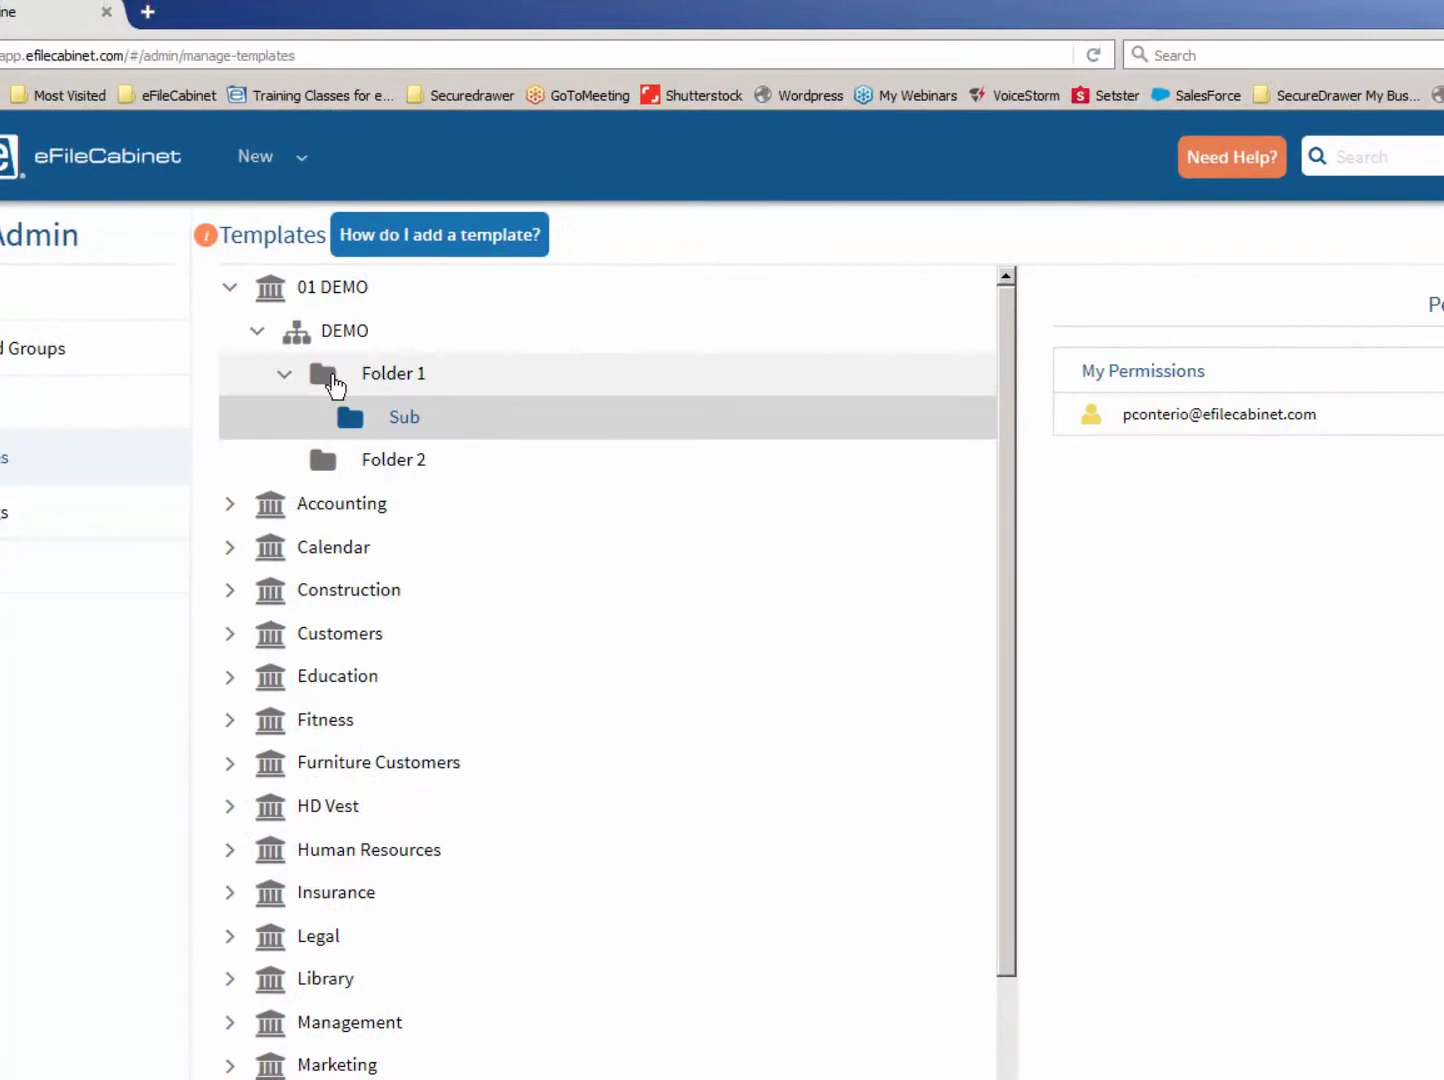 ne
app.efilecabinet.com/#/admin/manage-templates
Search
Most Visited eFileCabinet Training Classes for e... Securedrawer GoToMeeting Shutterstock Wordpress My Webinars VoiceStorm Setster SalesForce SecureDrawer My Bus...
e eFileCabinet New Need Help? Search
Admin
i Templates How do I add a template?
01 DEMO
DEMO
d Groups
Folder 1
Sub
s
Folder 2
s
Accounting
Calendar
Construction
Customers
Education
Fitness
Furniture Customers
HD Vest
Human Resources
Insurance
Legal
Library
Management
Marketing
Pe
My Permissions
pconterio@efilecabinet.com